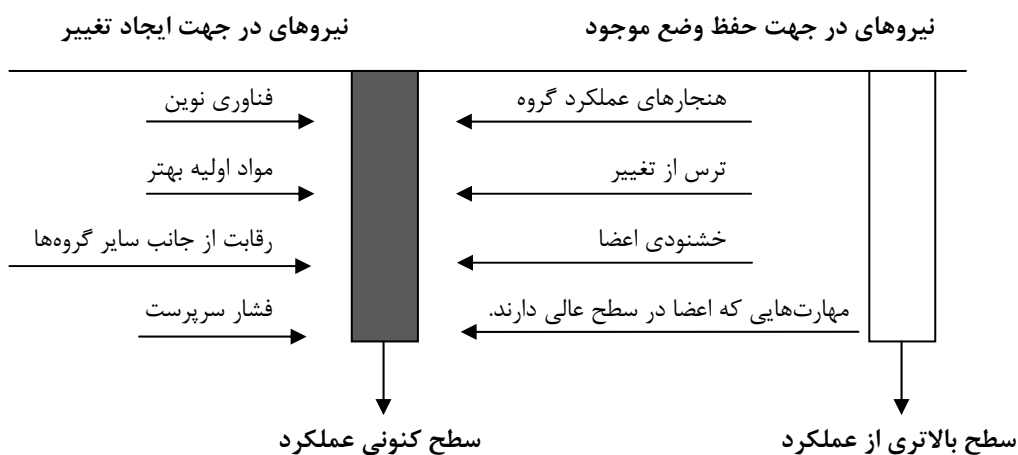 نیروهای در جهت حفظ وضع موجود
نیروهای در جهت ایجاد تغییر
هنجارهای عملکرد گروه
فناوری نوین
ترس از تغییر
مواد اولیه بهتر
خشنودی اعضا
رقابت از جانب سایر گروه‌ها
مهارت‌هایی که اعضا در سطح عالی دارند.
فشار سرپرست
سطح بالاتری از عملکرد
سطح کنونی عملکرد